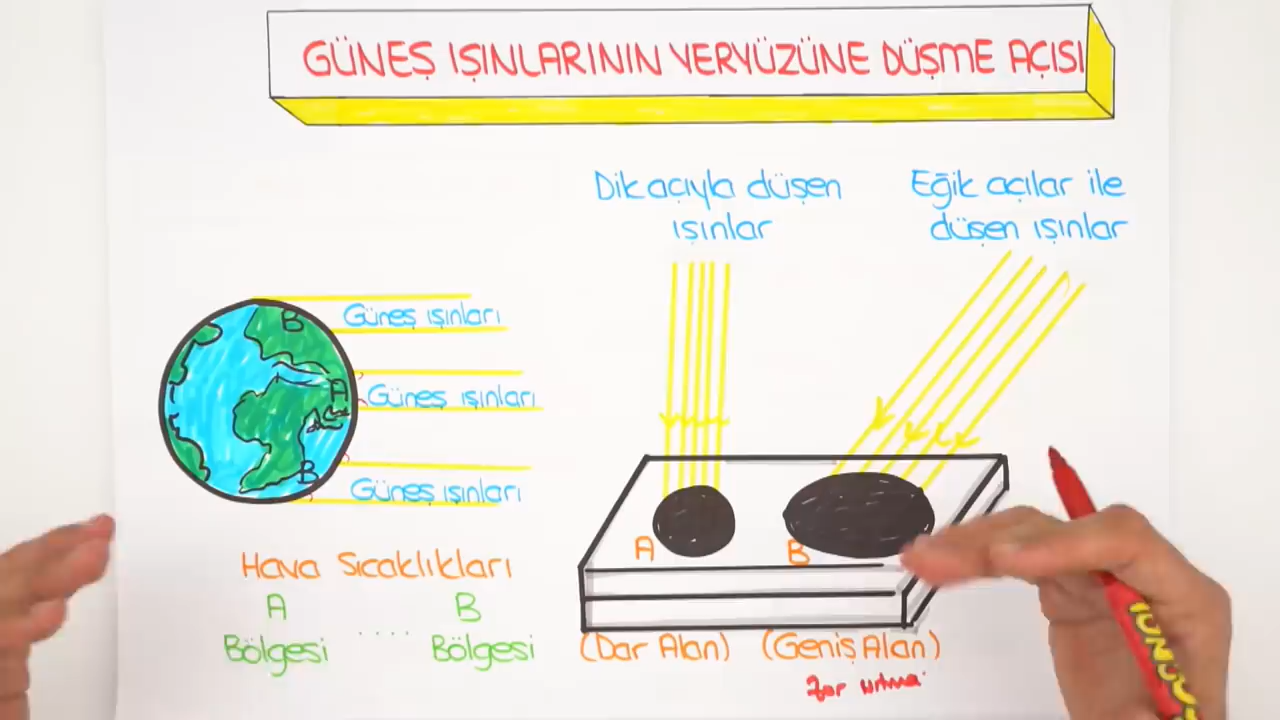 GÜNEŞ IŞINLARININ YERYÜZÜNE DÜŞME AÇISI
Dik açıyla düşen
ışınlar
Eğik açılar ile
düşen ışınlar
B
Güneş ışınları
A
Güneş ışınları
B
Güneş ışınları
A
B
Hava Sıcaklıkları
A
Bölgesi
....
B
Bölgesi
(Dar Alan)
(Geniş Alan)